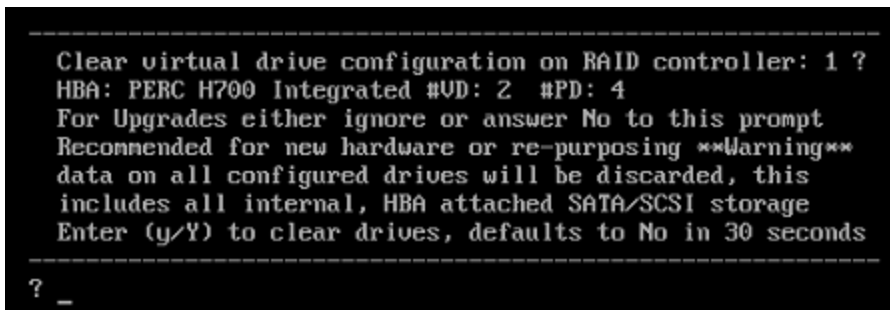 ------------------------------------------------------------
Clear virtual drive configuration on RAID controller: 1 ?
HBA: PERC H700 Integrated #VD: 2  #PD: 4
For Upgrades either ignore or answer No to this prompt
Recommended for new hardware or re-purposing **Warning**
data on all configured drives will be discarded, this
includes all internal, HBA attached SATA/SCSI storage
Enter (y/Y) to clear drives, defaults to No in 30 seconds
------------------------------------------------------------
? _